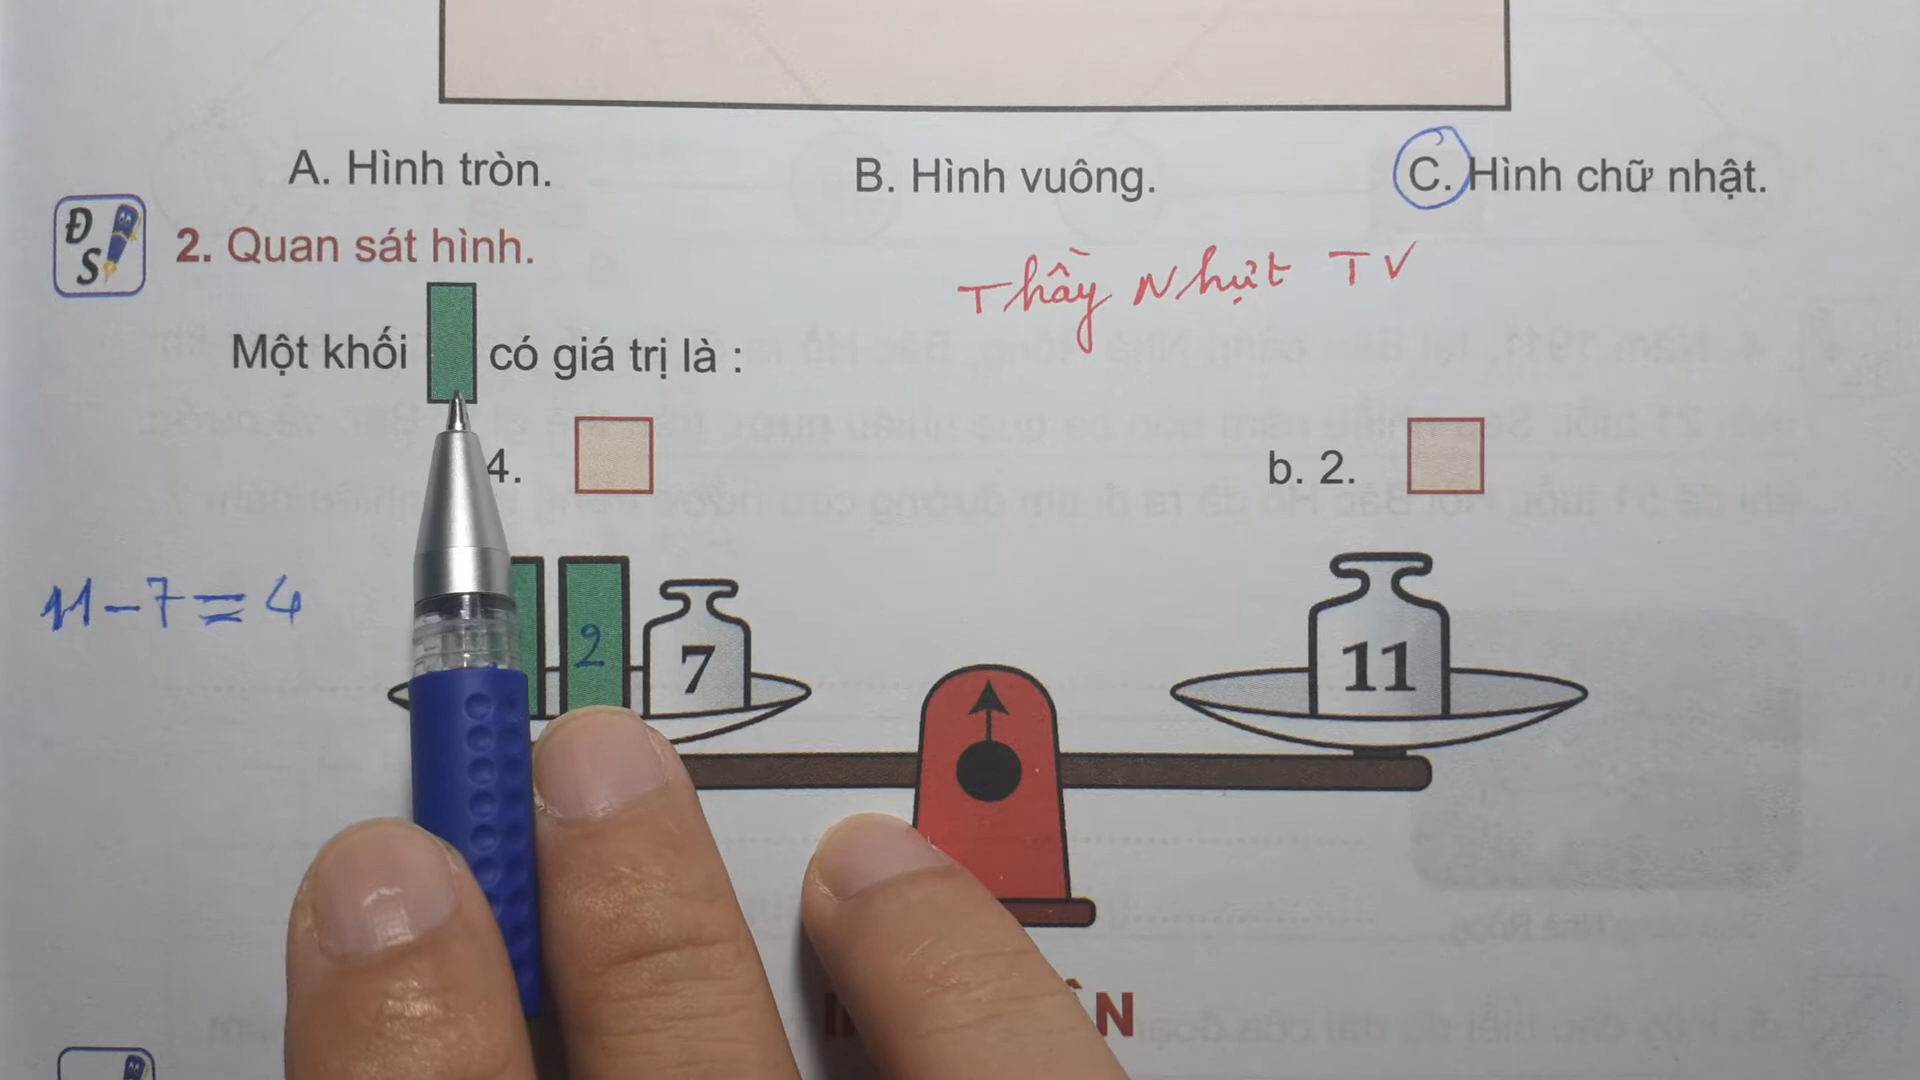 A. Hình tròn. B. Hình vuông. C. Hình chữ nhật.
Đ
S
2. Quan sát hình.
Thầy Nhựt TV
Một khối có giá trị là :
4. b. 2.
11 - 7 = 4
2 7 11